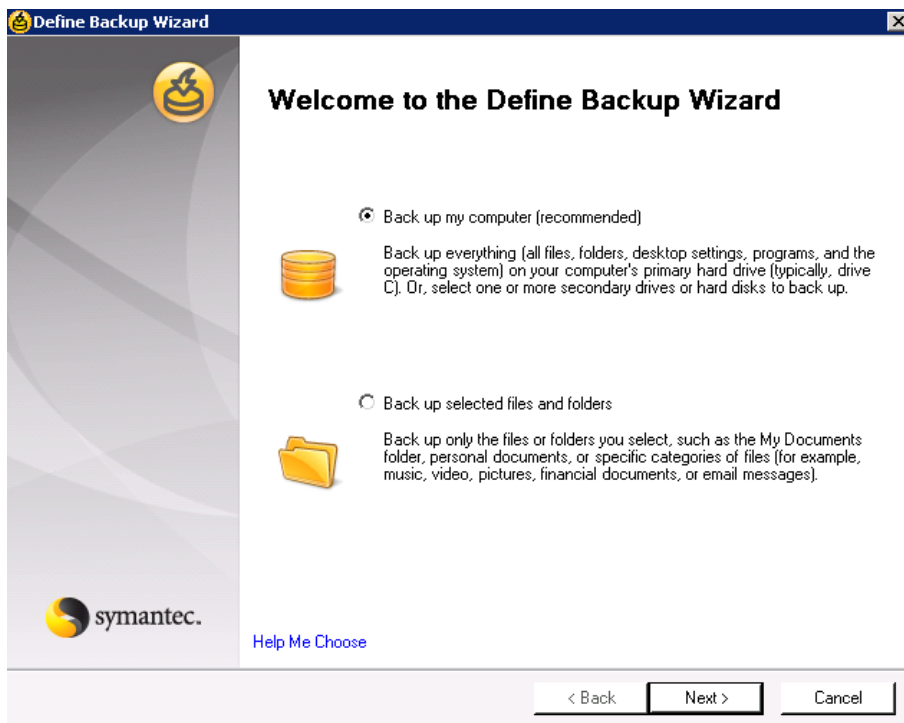 Define Backup Wizard
Welcome to the Define Backup Wizard
Back up my computer (recommended)
Back up everything (all files, folders, desktop settings, programs, and the
operating system) on your computer's primary hard drive (typically, drive
C). Or, select one or more secondary drives or hard disks to back up.
Back up selected files and folders
Back up only the files or folders you select, such as the My Documents
folder, personal documents, or specific categories of files (for example,
music, video, pictures, financial documents, or email messages).
symantec.
Help Me Choose
< Back
Next >
Cancel